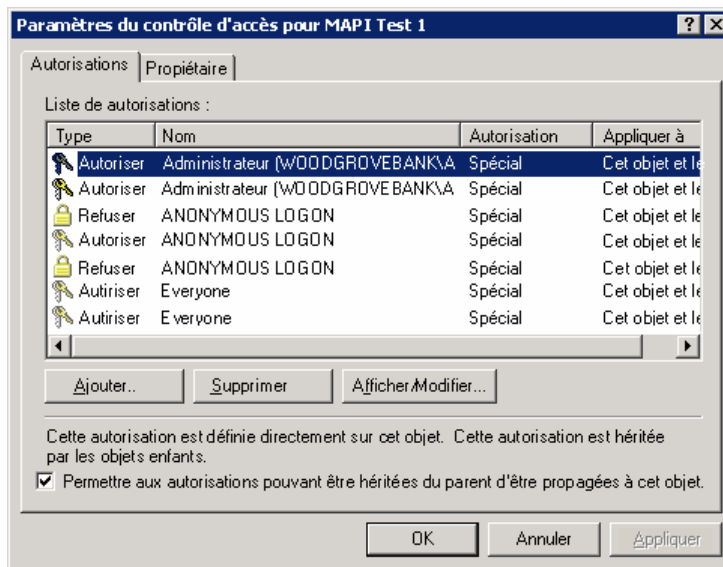 Paramètres du contrôle d'accès pour MAPI Test 1
Autorisations Propiétaire
Liste de autorisations :
Type Nom Autorisation Appliquer à
Autoriser Administrateur (WOODGROVEBANK\A Spécial Cet objet et le
Autoriser Administrateur (WOODGROVEBANK\A Spécial Cet objet et le
Refuser ANONYMOUS LOGON Spécial Cet objet et le
Autoriser ANONYMOUS LOGON Spécial Cet objet et le
Refuser ANONYMOUS LOGON Spécial Cet objet et le
Autiriser Everyone Spécial Cet objet et le
Autiriser Everyone Spécial Cet objet et le
Ajouter.. Supprimer Afficher/Modifier...
Cette autorisation est définie directement sur cet objet. Cette autorisation est héritée
par les objets enfants.
Permettre aux autorisations pouvant être héritées du parent d'être propagées à cet objet.
OK Annuler Appliquer